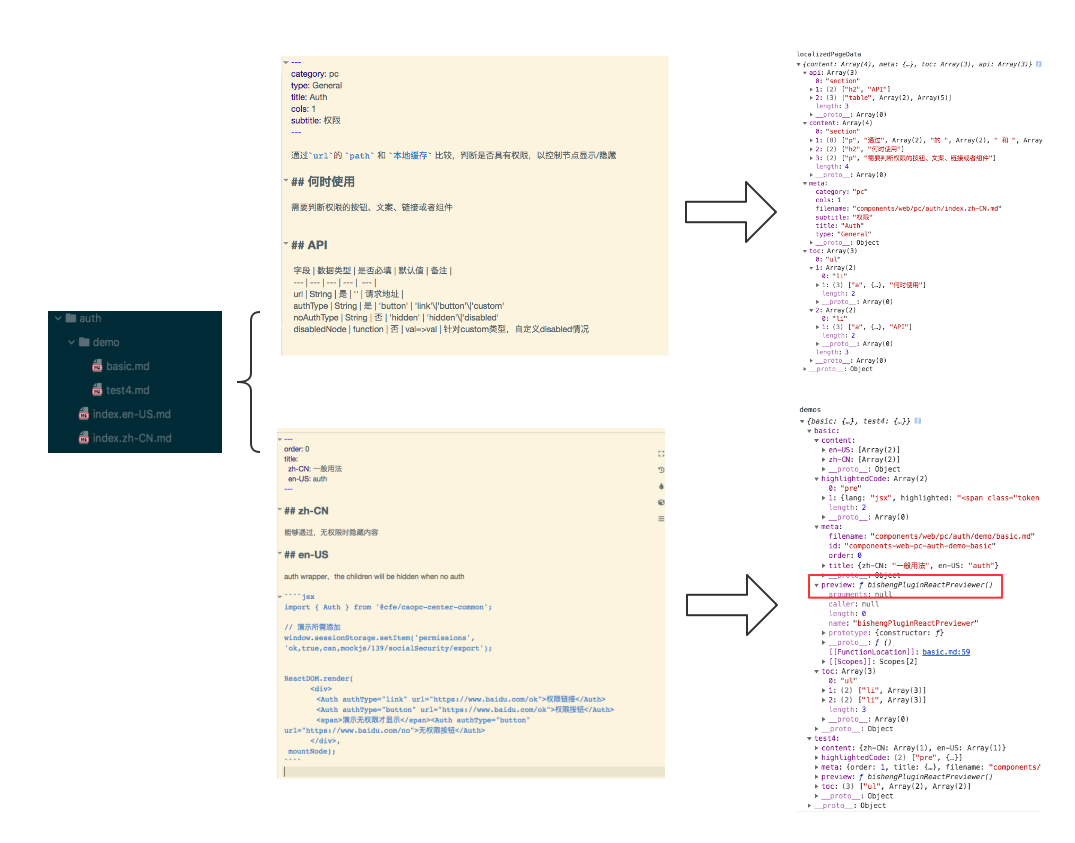 auth
demo
basic.md
test4.md
index.en-US.md
index.zh-CN.md
---
category: pc
type: General
title: Auth
cols: 1
subtitle: 权限
---
通过`url`的 `path` 和 `本地缓存` 比较，判断是否具有权限，以控制节点显示/隐藏
## 何时使用
需要判断权限的按钮、文案、链接或者组件
## API
字段 | 数据类型 | 是否必填 | 默认值 | 备注 |
--- | --- | --- | --- | --- |
url | String | 是 | '' | 请求地址 |
authType | String | 是 | 'button' | 'link'\|'button'\|'custom'
noAuthType | String | 否 | 'hidden' | 'hidden'\|'disabled'
disabledNode | function | 否 | val=>val | 针对custom类型，自定义disabled情况
---
order: 0
title:
zh-CN: 一般用法
en-US: auth
---
## zh-CN
能够通过，无权限时隐藏内容
## en-US
auth wrapper，the children will be hidden when no auth
````jsx
import { Auth } from '@cfe/caopc-center-common';
// 演示所需添加
window.sessionStorage.setItem('permissions',
'ok,true,can,mockjs/139/socialSecurity/export');
ReactDOM.render(
<div>
<Auth authType="link" url="https://www.baidu.com/ok">权限链接</Auth>
<Auth authType="button" url="https://www.baidu.com/ok">权限按钮</Auth>
<span>演示无权限才显示</span><Auth authType="button"
url="https://www.baidu.com/no">无权限按钮</Auth>
</div>,
mountNode);
````
localizedPageData
{content: Array(4), meta: {…}, toc: Array(3), api: Array(3)}
api: Array(3)
0: "section"
1: (2) ["h2", "API"]
2: (3) ["table", Array(2), Array(5)]
length: 3
__proto__: Array(0)
content: Array(4)
0: "section"
1: (8) ["p", "通过", Array(2), "的 ", Array(2), " 和 ", Array
2: (2) ["h2", "何时使用"]
3: (2) ["p", "需要判断权限的按钮、文案、链接或者组件"]
length: 4
__proto__: Array(0)
meta:
category: "pc"
cols: 1
filename: "components/web/pc/auth/index.zh-CN.md"
subtitle: "权限"
title: "Auth"
type: "General"
__proto__: Object
toc: Array(3)
0: "ul"
1: Array(2)
0: "li"
1: (3) ["a", {…}, "何时使用"]
length: 2
__proto__: Array(0)
2: Array(2)
0: "li"
1: (3) ["a", {…}, "API"]
length: 2
__proto__: Array(0)
length: 3
__proto__: Array(0)
__proto__: Object
demos
{basic: {…}, test4: {…}}
basic:
content:
en-US: [Array(2)]
zh-CN: [Array(2)]
__proto__: Object
highlightedCode: Array(2)
0: "pre"
1: {lang: "jsx", highlighted: "<span class="token
length: 2
__proto__: Array(0)
meta:
filename: "components/web/pc/auth/demo/basic.md"
id: "components-web-pc-auth-demo-basic"
order: 0
title: {zh-CN: "一般用法", en-US: "auth"}
__proto__: Object
preview: ƒ bishengPluginReactPreviewer()
arguments: null
caller: null
length: 0
name: "bishengPluginReactPreviewer"
prototype: {constructor: ƒ}
__proto__: ƒ ()
[[FunctionLocation]]: basic.md:59
[[Scopes]]: Scopes[2]
toc: Array(3)
0: "ul"
1: (2) ["li", Array(3)]
2: (2) ["li", Array(3)]
length: 3
__proto__: Array(0)
__proto__: Object
test4:
content: {zh-CN: Array(1), en-US: Array(1)}
highlightedCode: (2) ["pre", {…}]
meta: {order: 1, title: {…}, filename: "components/
preview: ƒ bishengPluginReactPreviewer()
toc: (3) ["ul", Array(2), Array(2)]
__proto__: Object
__proto__: Object